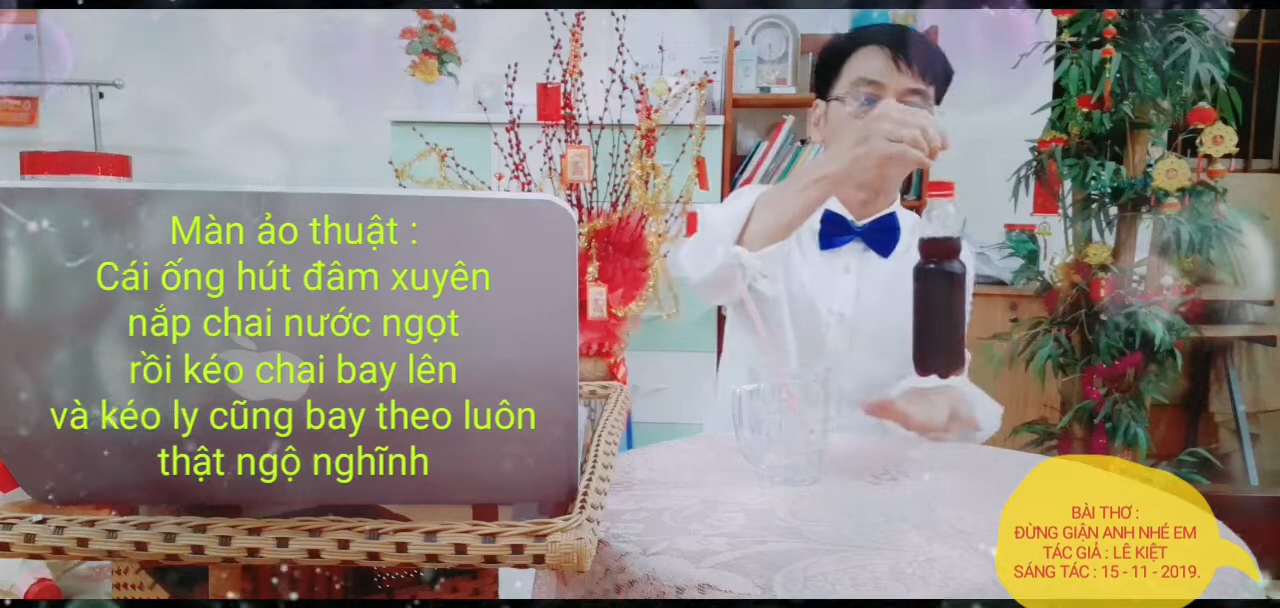 Màn ảo thuật :
Cái ống hút đâm xuyên
nắp chai nước ngọt
rồi kéo chai bay lên
và kéo ly cũng bay theo luôn
thật ngộ nghĩnh
BÀI THƠ :
ĐỪNG GIẬN ANH NHÉ EM
TÁC GIẢ : LÊ KIỆT
SÁNG TÁC : 15 - 11 - 2019.